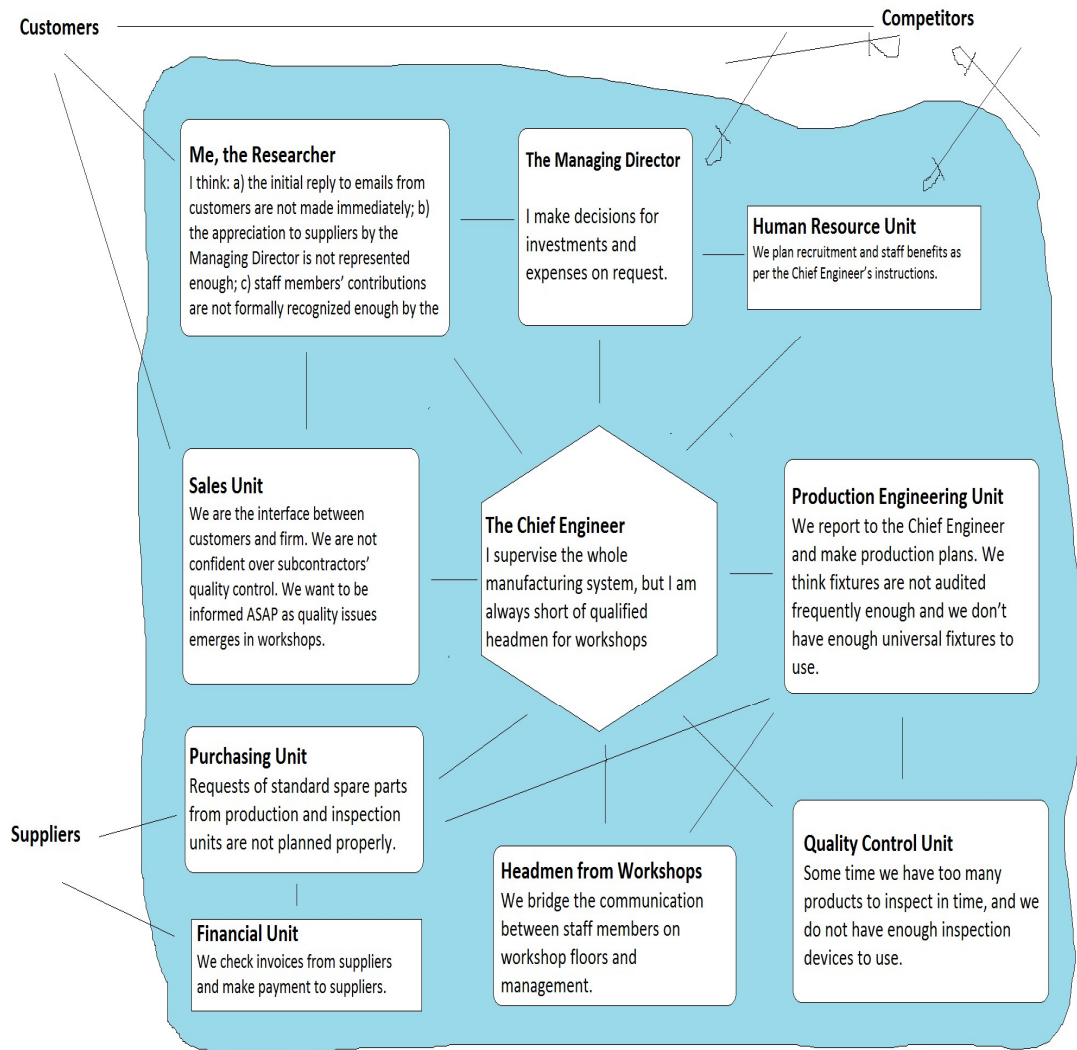 Customers
Competitors
Me, the Researcher
I think: a) the initial reply to emails from
customers are not made immediately; b)
the appreciation to suppliers by the
Managing Director is not represented
enough; c) staff members’ contributions
are not formally recognized enough by the
The Managing Director
I make decisions for
investments and
expenses on request.
Human Resource Unit
We plan recruitment and staff benefits as
per the Chief Engineer’s instructions.
Sales Unit
We are the interface between
customers and firm. We are not
confident over subcontractors’
quality control. We want to be
informed ASAP as quality issues
emerges in workshops.
The Chief Engineer
I supervise the whole
manufacturing system, but I am
always short of qualified
headmen for workshops
Production Engineering Unit
We report to the Chief Engineer
and make production plans. We
think fixtures are not audited
frequently enough and we don’t
have enough universal fixtures to
use.
Purchasing Unit
Requests of standard spare parts
from production and inspection
units are not planned properly.
Suppliers
Financial Unit
We check invoices from suppliers
and make payment to suppliers.
Headmen from Workshops
We bridge the communication
between staff members on
workshop floors and
management.
Quality Control Unit
Some time we have too many
products to inspect in time, and we
do not have enough inspection
devices to use.